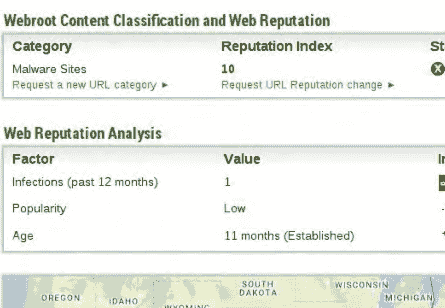 Webroot Content Classification and Web Reputation
Category Reputation Index St
Malware Sites 10
Request a new URL category ► Request URL Reputation change ►
Web Reputation Analysis
Factor Value
Infections (past 12 months) 1
Popularity Low
Age 11 months (Established)
SOUTH WISCONSIN
DAKOTA
OREGON IDAHO MICHIGAN
WYOMING